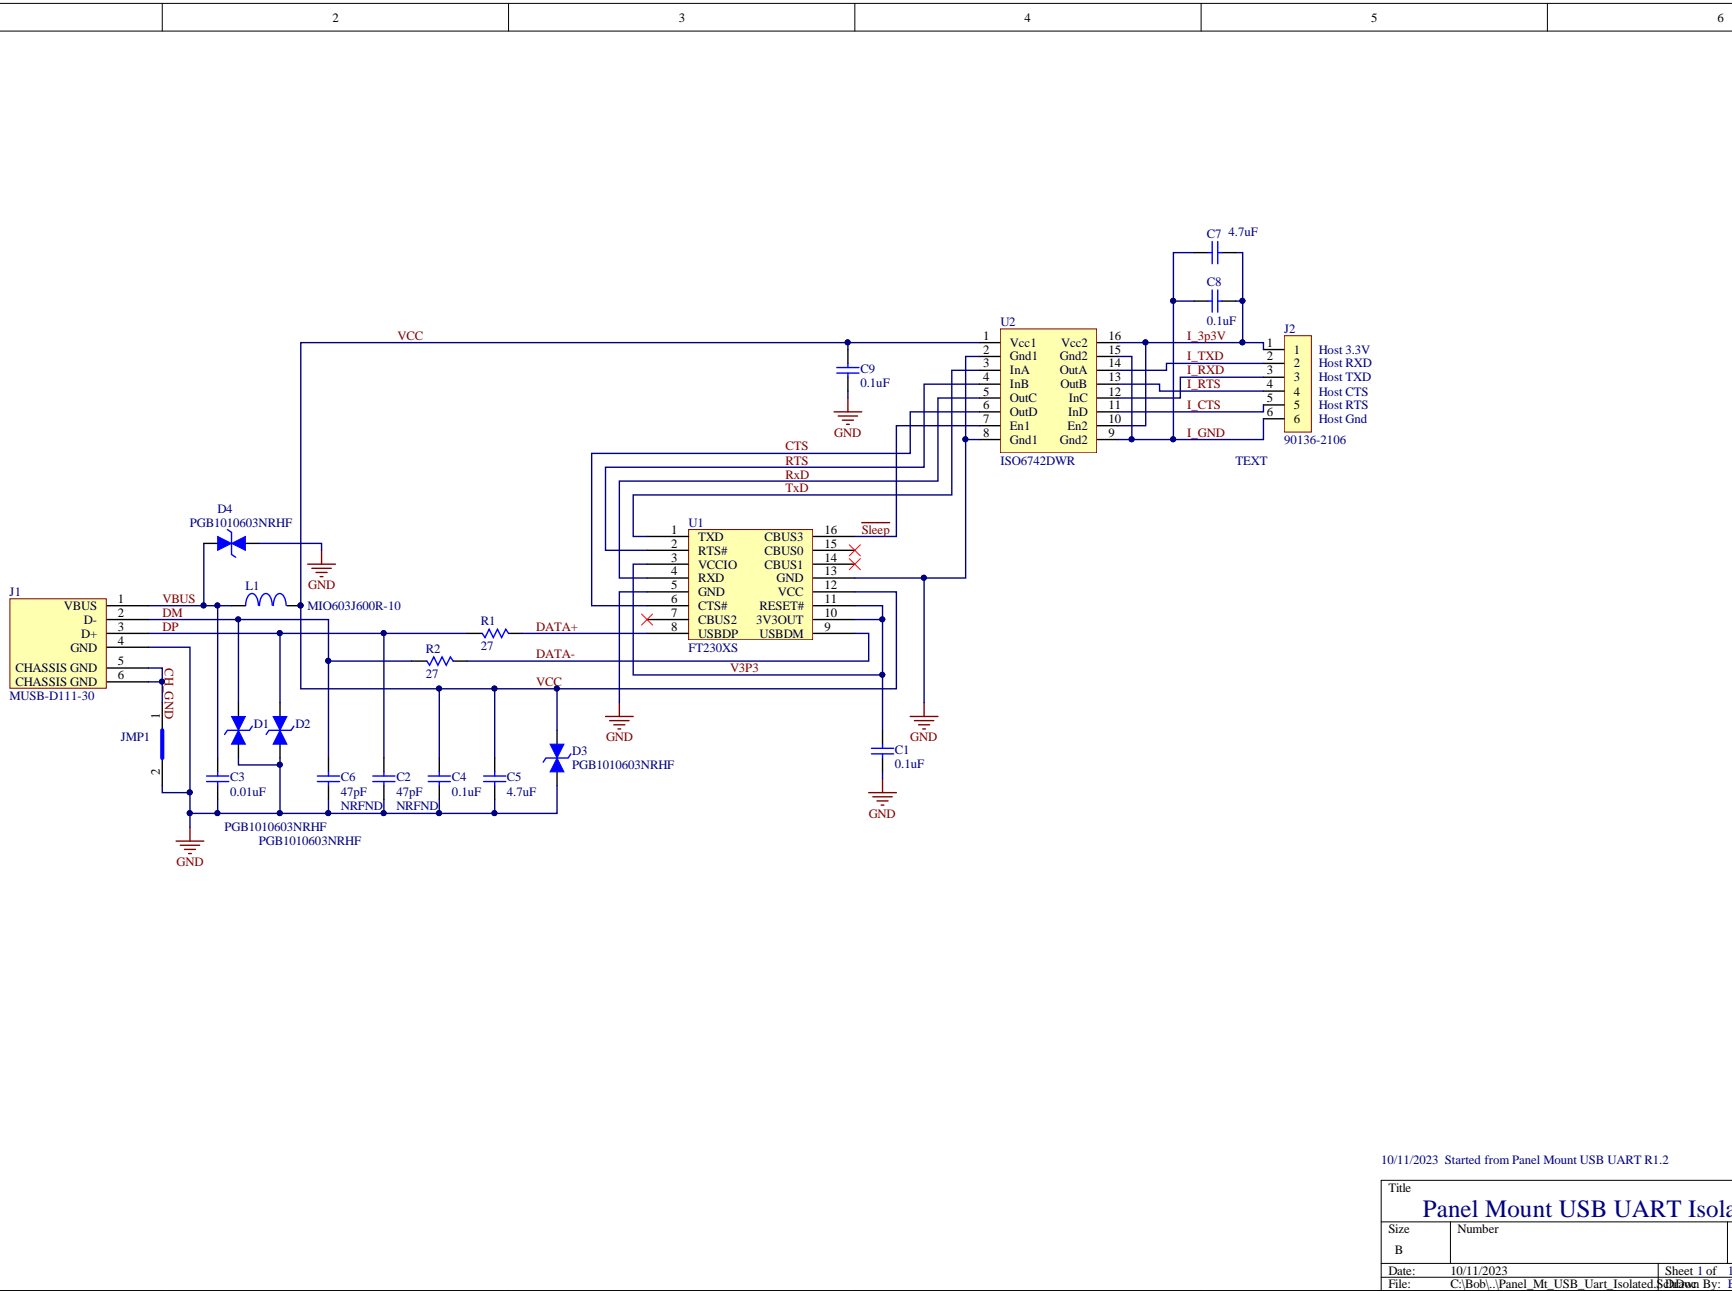 2 3 4 5 6
C7 4.7uF
C8
0.1uF
U2
J2
VCC
1 Vcc1 Vcc2 16 I_3p3V
2 Gnd1 Gnd2 15
3 InA OutA 14 I_TXD
4 InB OutB 13 I_RXD
5 OutC InC 12 I_RTS
6 OutD InD 11 I_CTS
7 En1 En2 10
8 Gnd1 Gnd2 9 I_GND
ISO6742DWR
1 1 Host 3.3V
2 2 Host RXD
3 3 Host TXD
4 4 Host CTS
5 5 Host RTS
6 6 Host Gnd
90136-2106
TEXT
C9
0.1uF
GND
CTS
RTS
RxD
TxD
D4
PGB1010603NRHF
GND
U1
1 TXD CBUS3 16 Sleep
2 RTS# CBUS0 15
3 VCCIO CBUS1 14
4 RXD GND 13
5 GND VCC 12
6 CTS# RESET# 11
7 CBUS2 3V3OUT 10
8 USBDP USBDM 9
FT230XS
J1
L1
MIO603J600R-10
VBUS 1 VBUS
D- 2 DM
D+ 3 DP
GND 4
CHASSIS GND 5
CHASSIS GND 6
MUSB-D111-30
CH_GND
R1
27
DATA+
R2
27
DATA-
V3P3
VCC
JMP1
1
2
D1
D2
GND
GND
D3
PGB1010603NRHF
C1
0.1uF
GND
C3
0.01uF
C6
47pF
NRFND
C2
47pF
NRFND
C4
0.1uF
C5
4.7uF
PGB1010603NRHF
PGB1010603NRHF
GND
10/11/2023 Started from Panel Mount USB UART R1.2
Title
Panel Mount USB UART Isola
Size Number
B
Date: 10/11/2023 Sheet 1 of 1
File: C:\Bob\..\Panel_Mt_USB_Uart_Isolated. By: